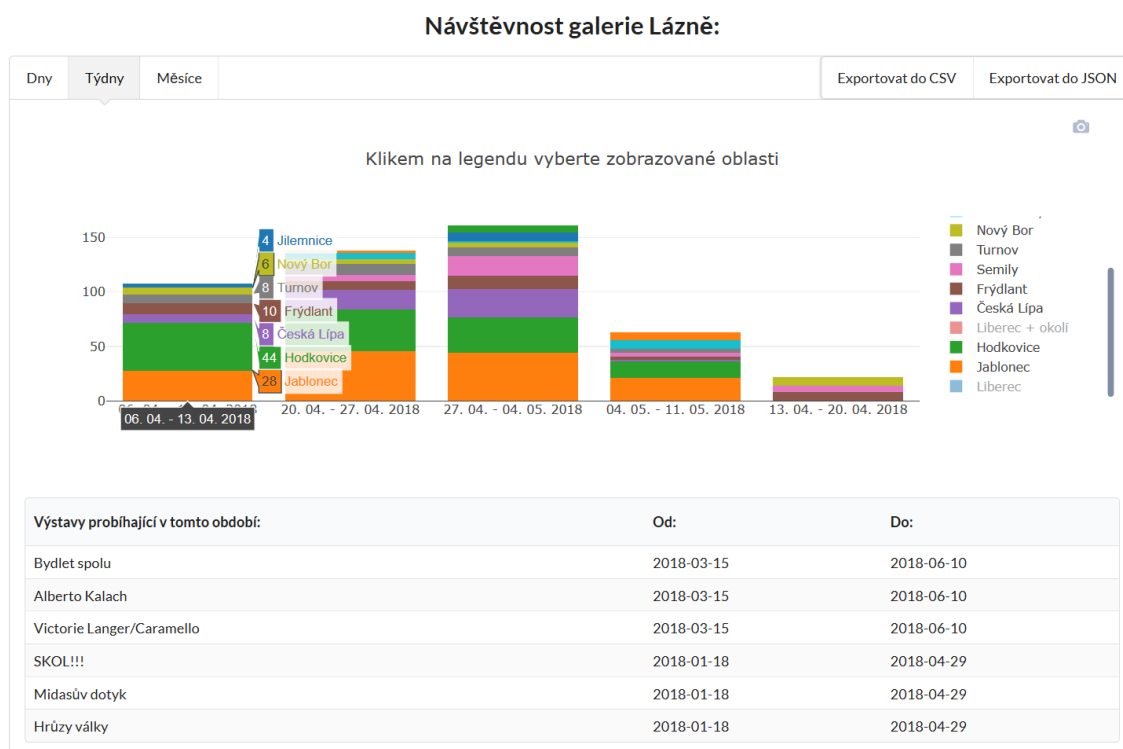 Návštěvnost galerie Lázně:
Dny Týdny Měsíce Exportovat do CSV Exportovat do JSON
Klikem na legendu vyberte zobrazované oblasti
150
100
50
0
4 Jilemnice
6 Nový Bor
8 Turnov
10 Frýdlant
8 Česká Lípa
44 Hodkovice
28 Jablonec
06. 04. - 13. 04. 2018
20. 04. - 27. 04. 2018
27. 04. - 04. 05. 2018
04. 05. - 11. 05. 2018
13. 04. - 20. 04. 2018
Nový Bor
Turnov
Semily
Frýdlant
Česká Lípa
Liberec + okolí
Hodkovice
Jablonec
Liberec
Výstavy probíhající v tomto období: Od: Do:
Bydlet spolu 2018-03-15 2018-06-10
Alberto Kalach 2018-03-15 2018-06-10
Victorie Langer/Caramello 2018-03-15 2018-06-10
SKOL!!! 2018-01-18 2018-04-29
Midasův dotyk 2018-01-18 2018-04-29
Hrůzy války 2018-01-18 2018-04-29